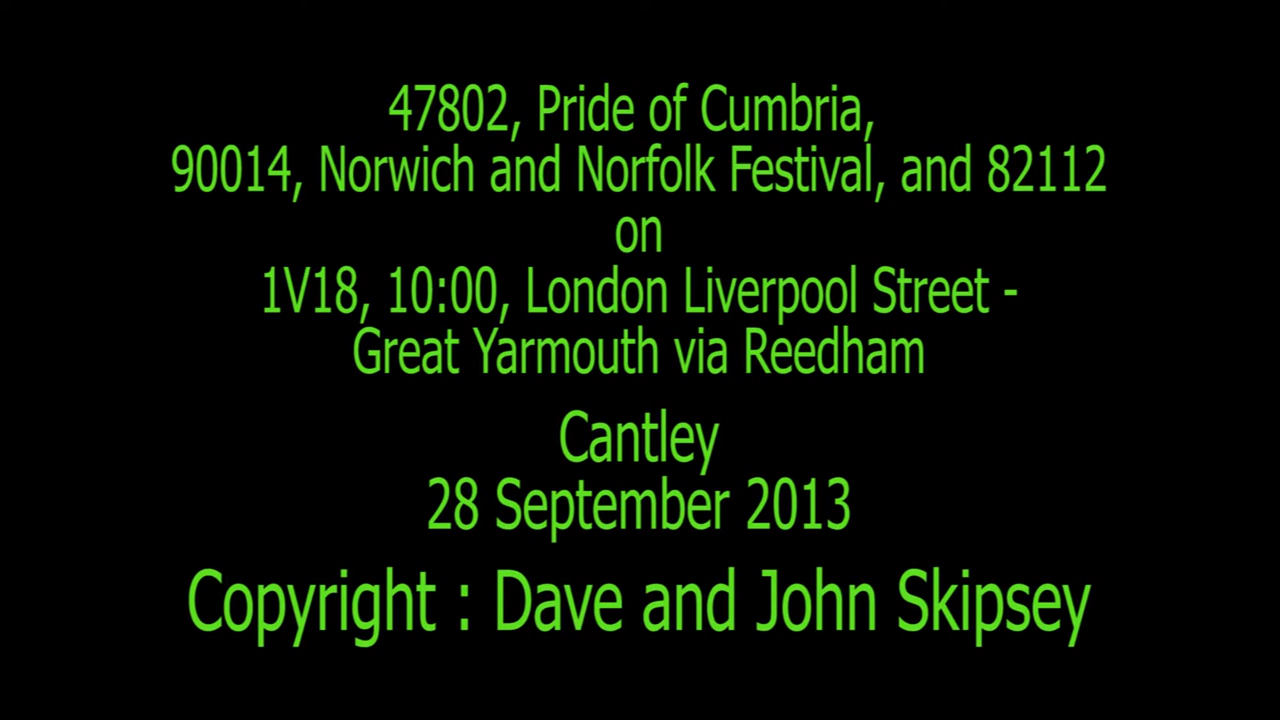 47802, Pride of Cumbria,
90014, Norwich and Norfolk Festival, and 82112
on
1V18, 10:00, London Liverpool Street -
Great Yarmouth via Reedham
Cantley
28 September 2013
Copyright : Dave and John Skipsey